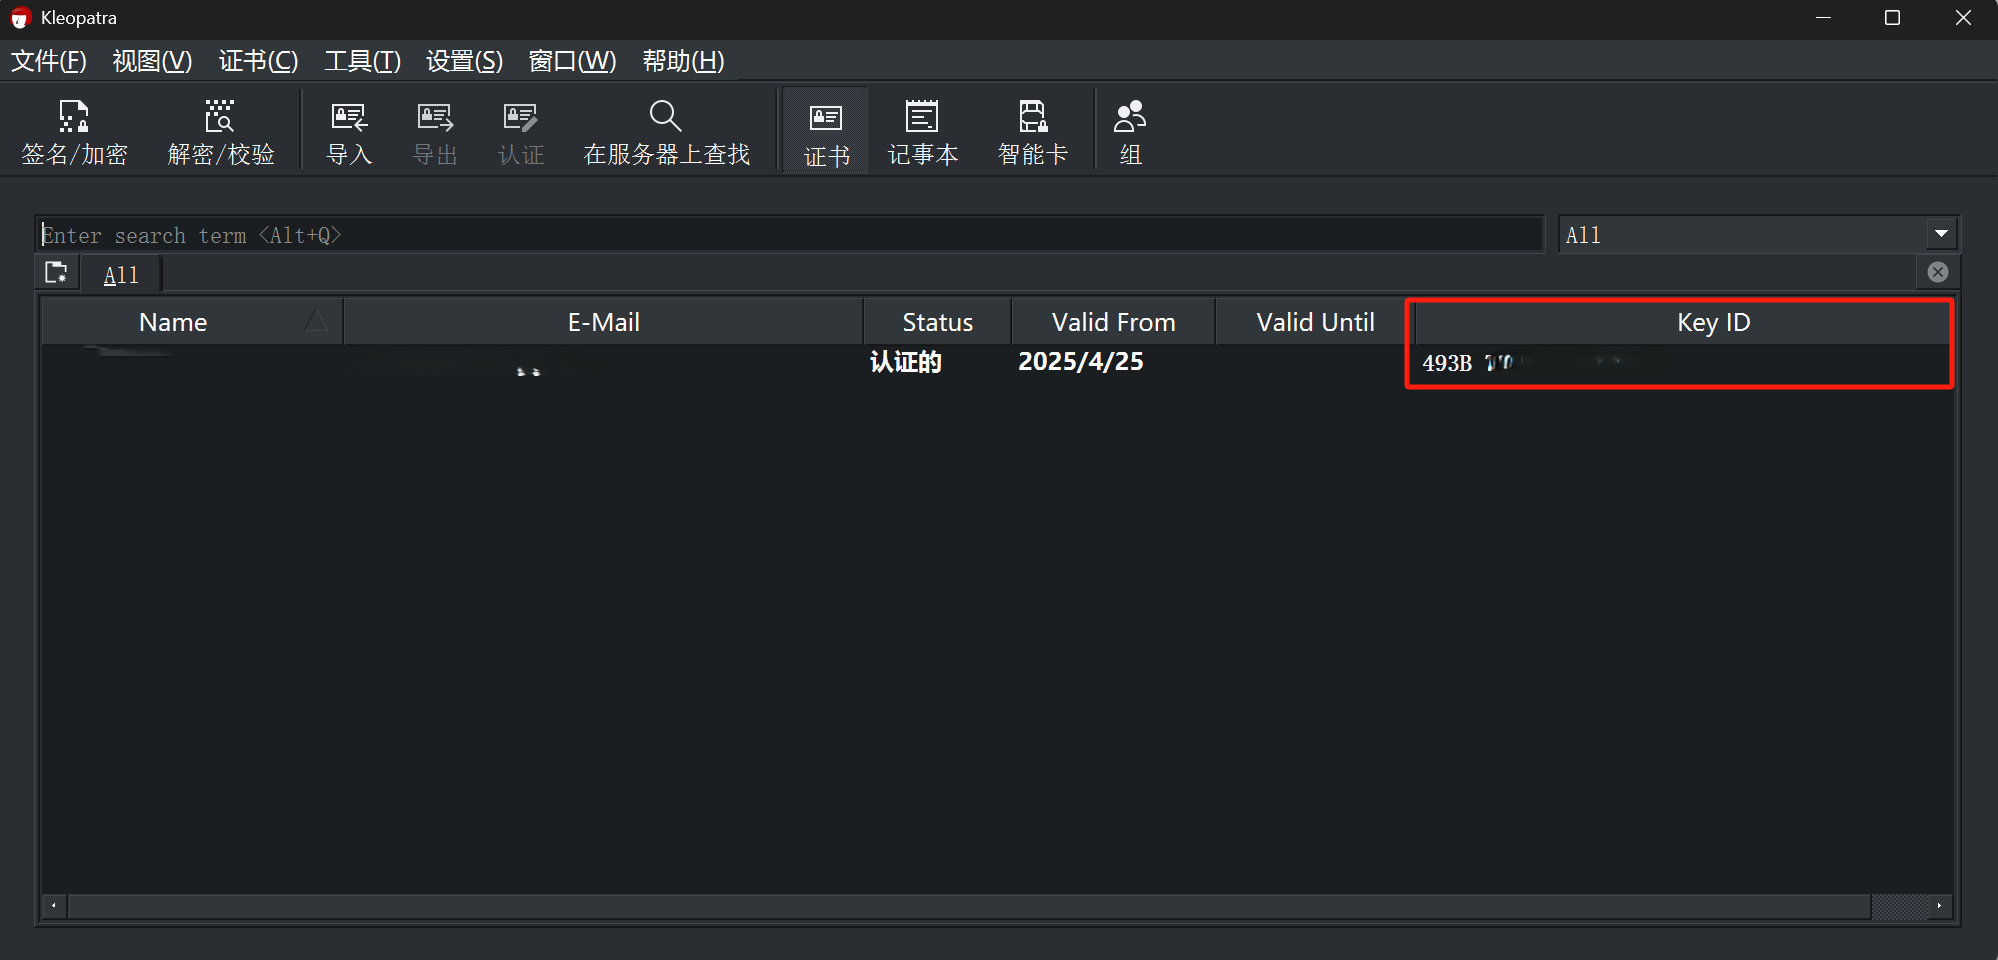 Kleopatra
文件(F) 视图(V) 证书(C) 工具(T) 设置(S) 窗口(W) 帮助(H)
签名/加密 解密/校验 导入 导出 认证 在服务器上查找 证书 记事本 智能卡 组
Enter search term <Alt+Q> All
All
Name E-Mail Status Valid From Valid Until Key ID
认证的 2025/4/25 493B